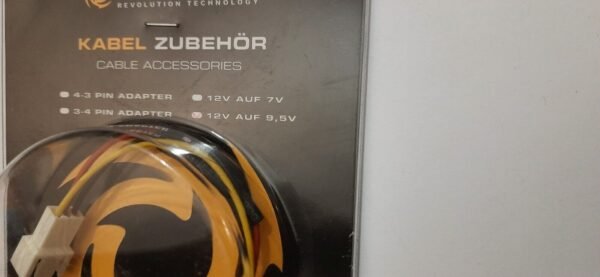 REVOLUTION TECHNOLOGY
KABEL ZUBEHÖR
CABLE ACCESSORIES
4-3 PIN ADAPTER 12V AUF 7V
3-4 PIN ADAPTER 12V AUF 9,5V